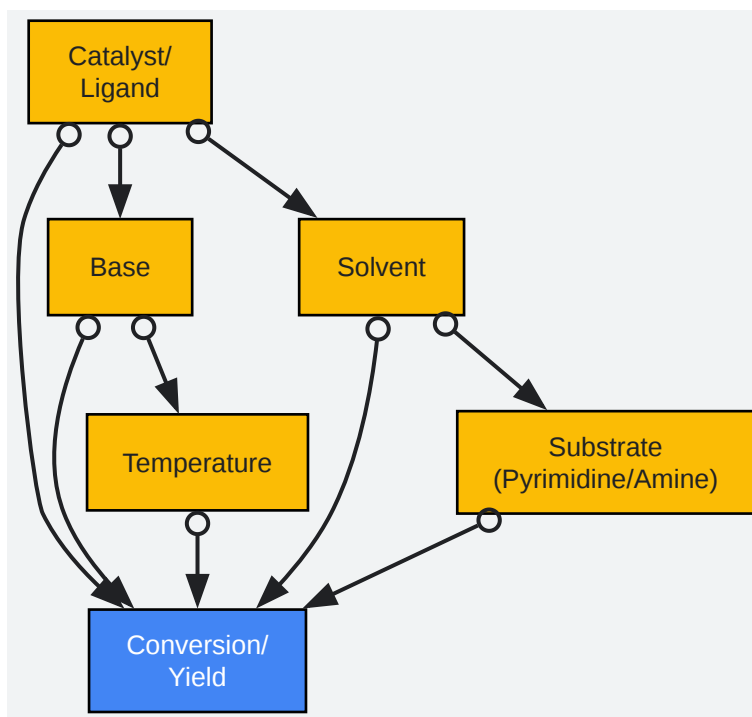 Catalyst/
Ligand
Base
Solvent
Temperature
Substrate
(Pyrimidine/Amine)
Conversion/
Yield